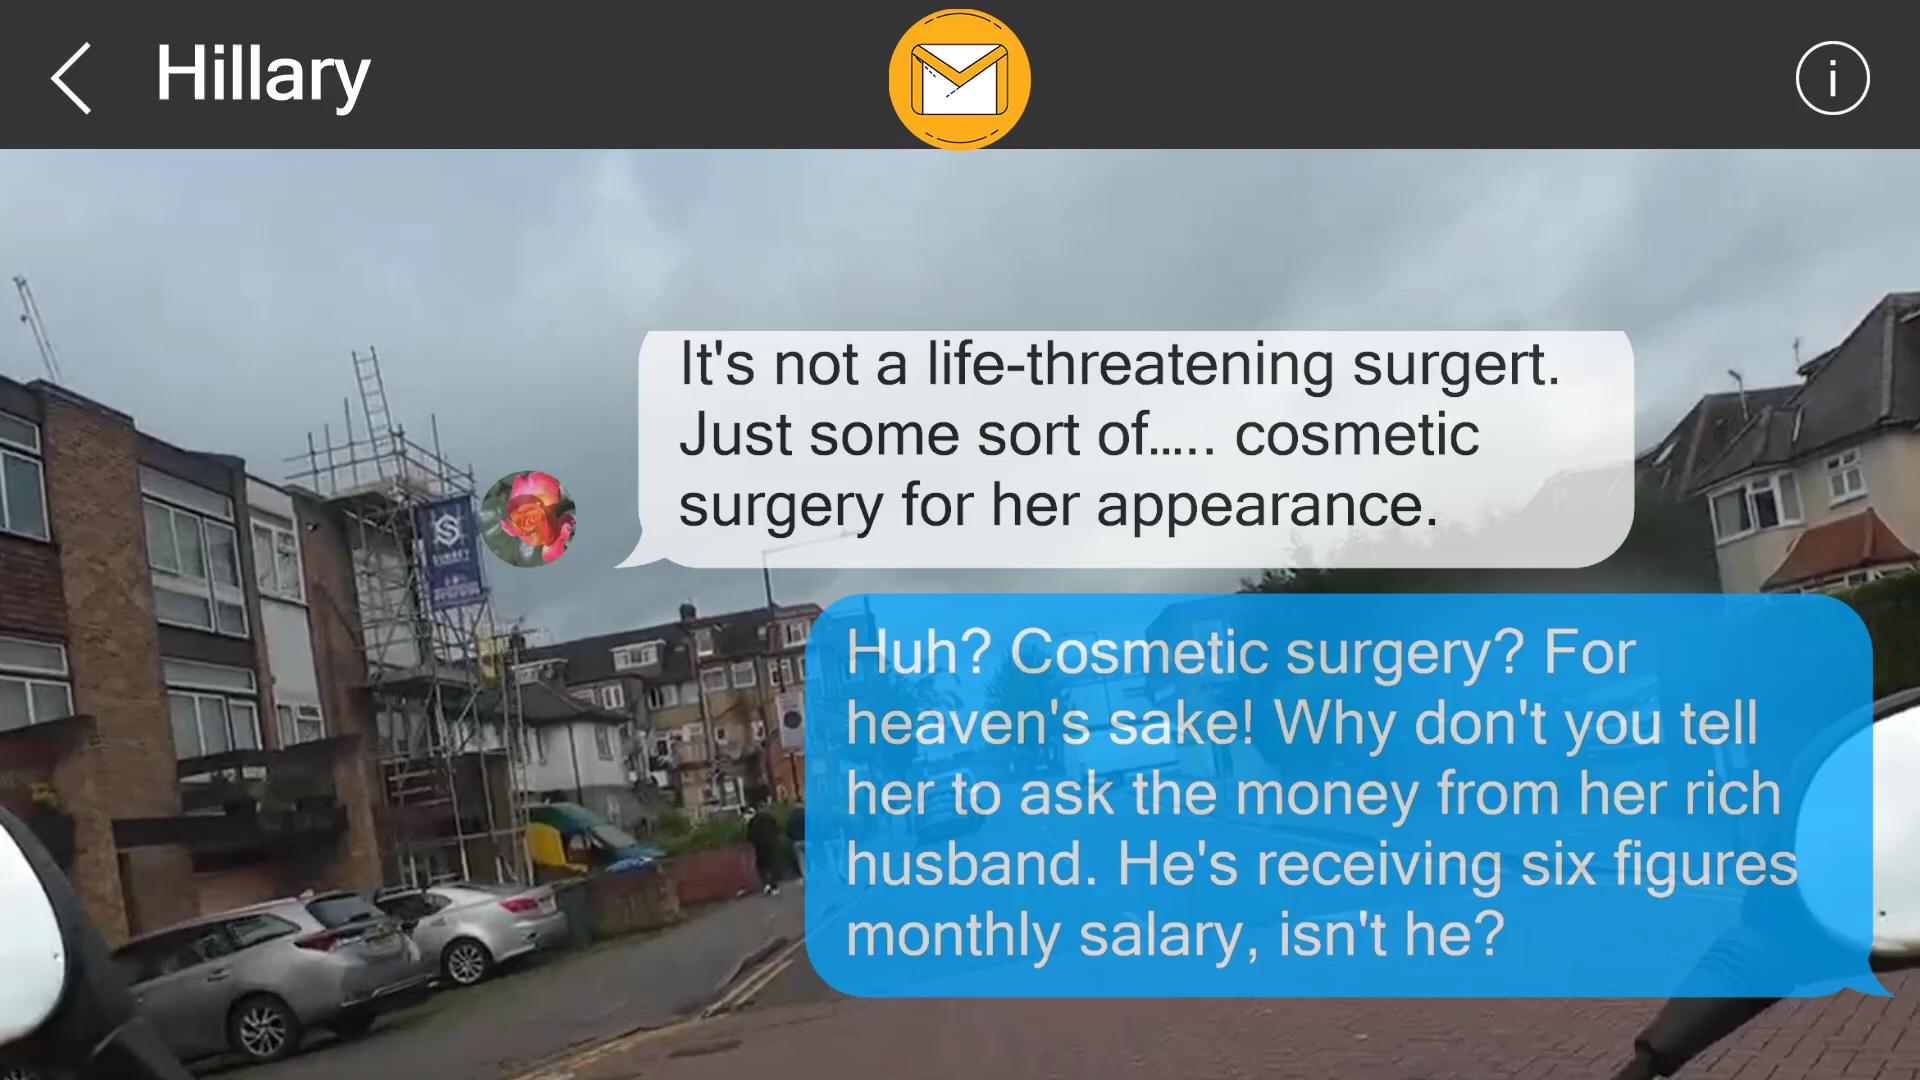 Hillary
It's not a life-threatening surgert.
Just some sort of..... cosmetic
surgery for her appearance.
S
SURREY
Huh? Cosmetic surgery? For
heaven's sake! Why don't you tell
her to ask the money from her rich
husband. He's receiving six figures
monthly salary, isn't he?